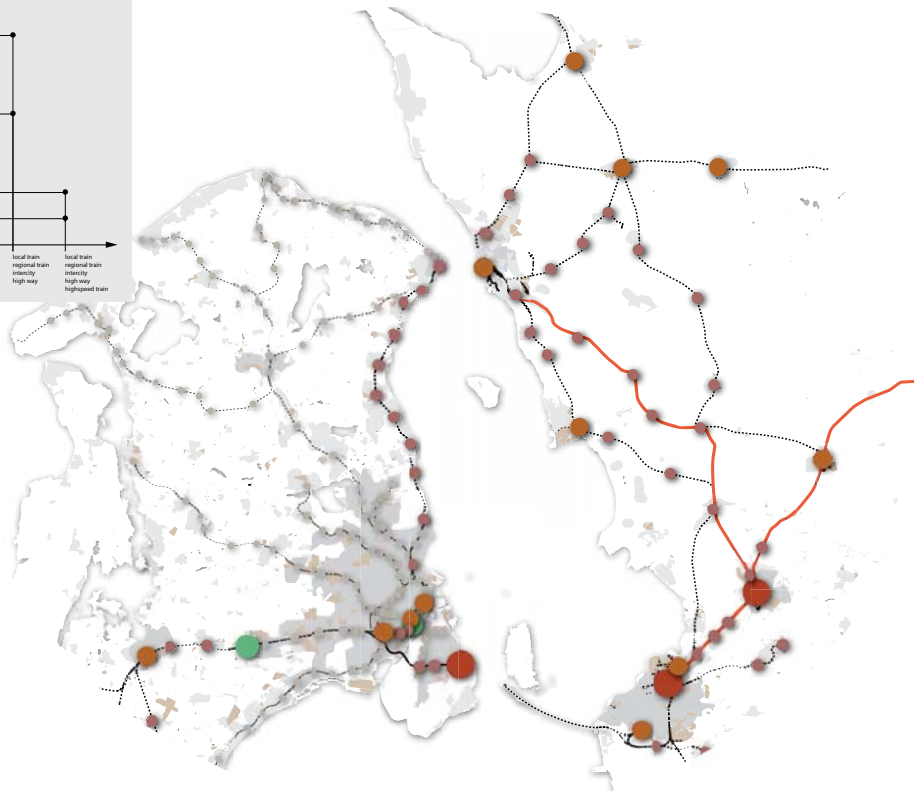 local train
regional train
intercity
high way
local train
regional train
intercity
high way
highspeed train